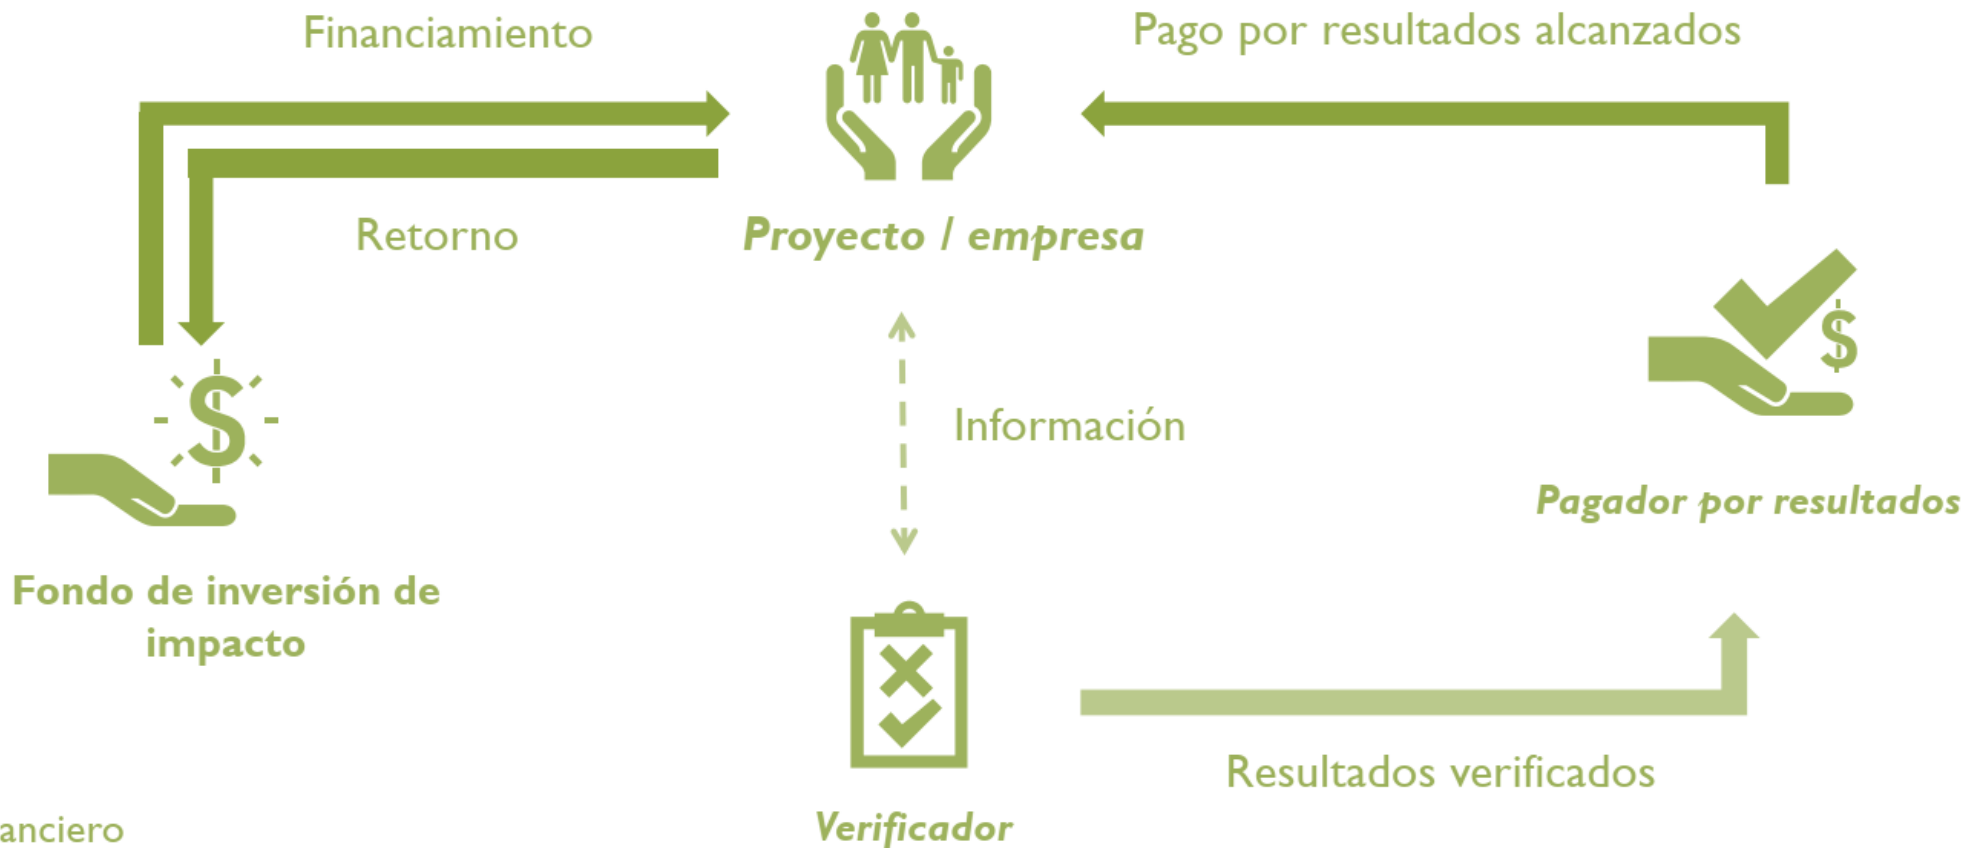 Financiamiento
Pago por resultados alcanzados
Retorno
Proyecto / empresa
Información
Pagador por resultados
Fondo de inversión de
impacto
Resultados verificados
Verificador
anciero